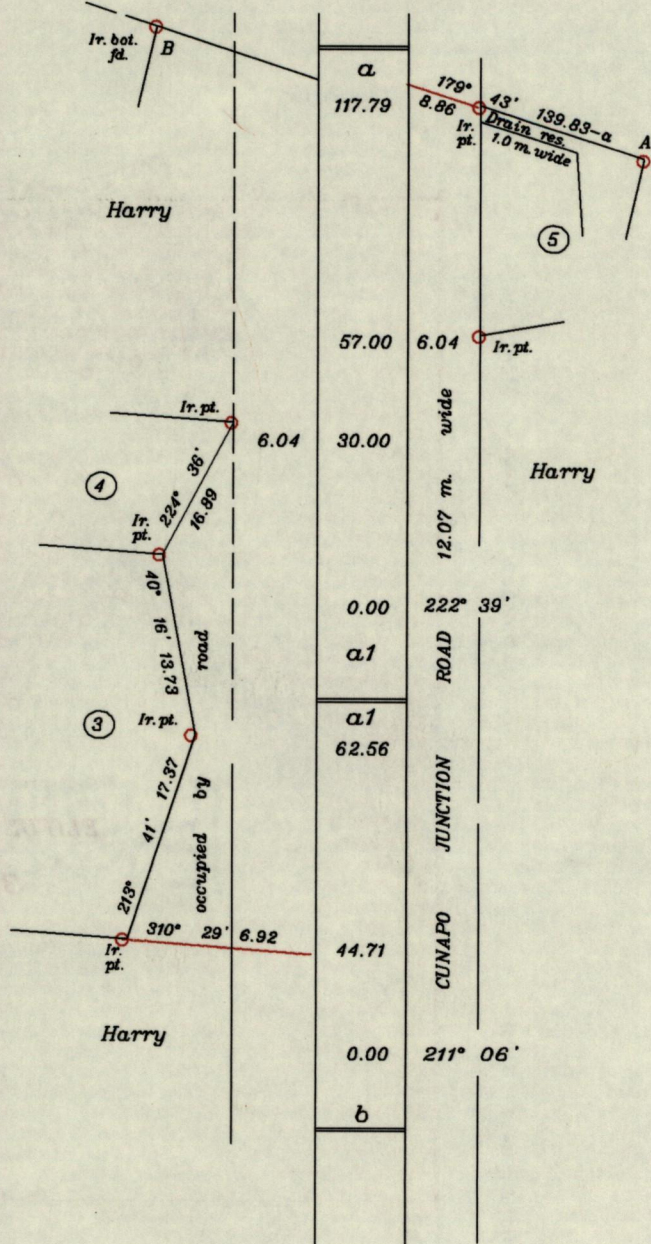 Ir. bot.
fd.
B
a
117.79
179° 43' 139.83-a
8.86
Ir.
pt.
Drain res.
1.0 m. wide
A
Harry
5
57.00
6.04
Ir. pt.
Ir. pt.
6.04
30.00
12.07 m. wide
Harry
4
224° 36'
16.89
Ir.
pt.
40° 16' 13.73
road
0.00
222° 39'
a1
ROAD
a1
62.56
3
Ir. pt.
213° 41' 17.37
occupied by
JUNCTION
CUNAPO
310° 29' 6.92
Ir.
pt.
44.71
Harry
0.00
211° 06'
b